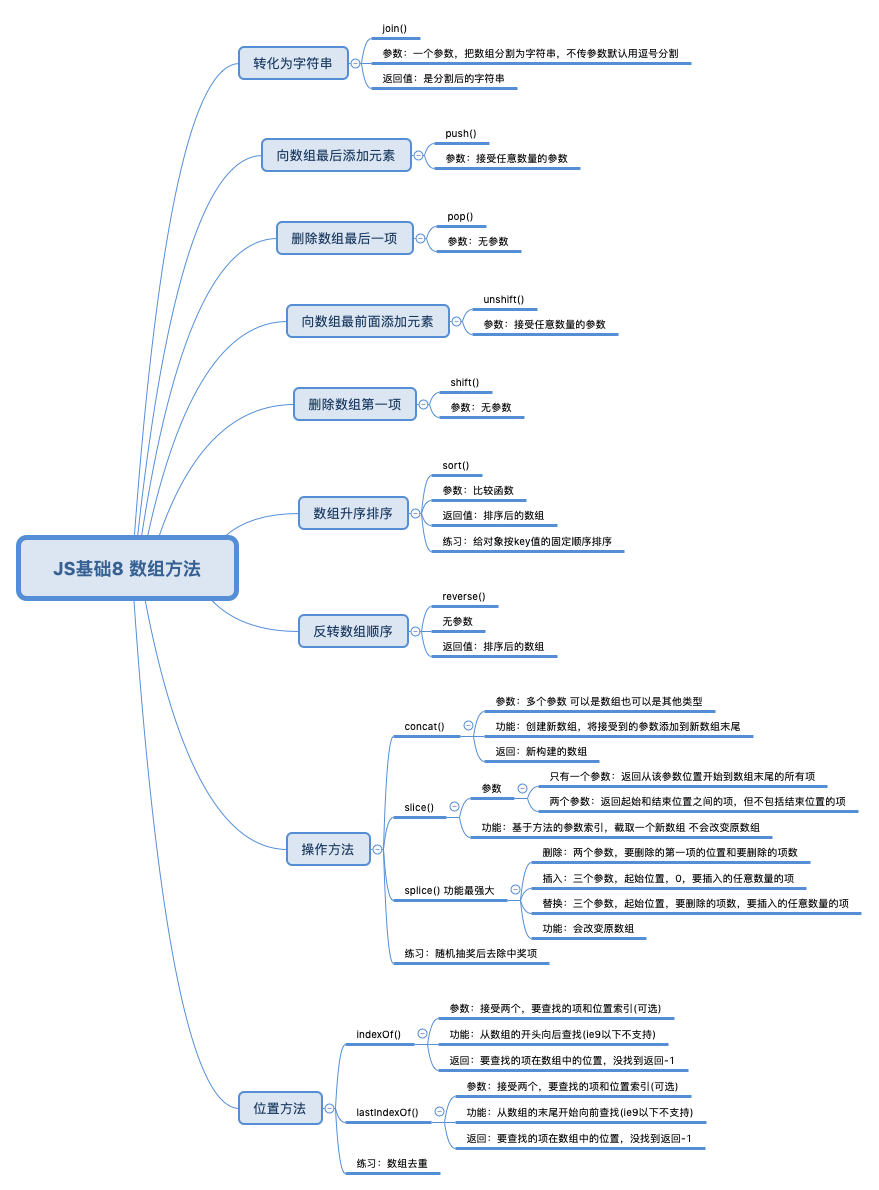 JS基础8 数组方法
转化为字符串
join()
参数：一个参数，把数组分割为字符串，不传参数默认用逗号分割
返回值：是分割后的字符串
向数组最后添加元素
push()
参数：接受任意数量的参数
删除数组最后一项
pop()
参数：无参数
向数组最前面添加元素
unshift()
参数：接受任意数量的参数
删除数组第一项
shift()
参数：无参数
数组升序排序
sort()
参数：比较函数
返回值：排序后的数组
练习：给对象按key值的固定顺序排序
反转数组顺序
reverse()
无参数
返回值：排序后的数组
操作方法
concat()
参数：多个参数 可以是数组也可以是其他类型
功能：创建新数组，将接受到的参数添加到新数组末尾
返回：新构建的数组
slice()
参数
只有一个参数：返回从该参数位置开始到数组末尾的所有项
两个参数：返回起始和结束位置之间的项，但不包括结束位置的项
功能：基于方法的参数索引，截取一个新数组 不会改变原数组
splice() 功能最强大
删除：两个参数，要删除的第一项的位置和要删除的项数
插入：三个参数，起始位置，0，要插入的任意数量的项
替换：三个参数，起始位置，要删除的项数，要插入的任意数量的项
功能：会改变原数组
练习：随机抽奖后去除中奖项
位置方法
indexOf()
参数：接受两个，要查找的项和位置索引(可选)
功能：从数组的开头向后查找(ie9以下不支持)
返回：要查找的项在数组中的位置，没找到返回-1
lastIndexOf()
参数：接受两个，要查找的项和位置索引(可选)
功能：从数组的末尾开始向前查找(ie9以下不支持)
返回：要查找的项在数组中的位置，没找到返回-1
练习：数组去重